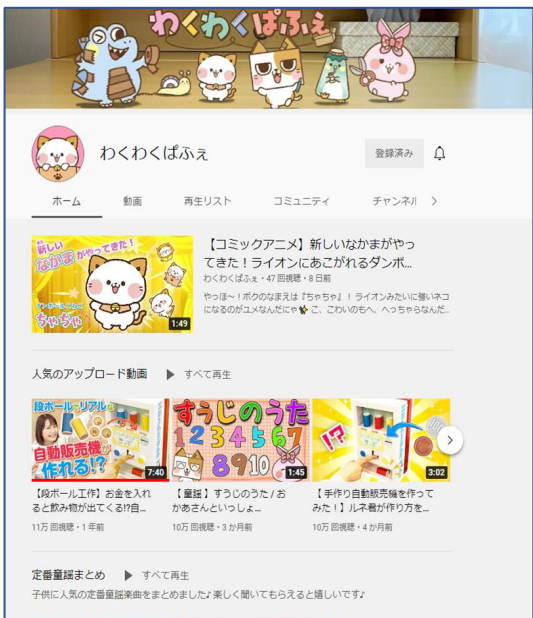 わくわくぱふぇ
わくわくぱふぇ
登録済み
ホーム 動画 再生リスト コミュニティ チャンネル
新しい
なかまがやってきた!
ちゃちゃ
1:49
【コミックアニメ】新しいなかまがやっ
てきた!ライオンにあこがれるダンボ...
わくわくぱふぇ・47 回視聴・8 日前
やっほ~!ボクのなまえは『ちゃちゃ』! ライオンみたいに強いネコ
になるのがユメなんだにゃ こ、こわいのもへ、へっちゃらなんだ...
人気のアップロード動画 すべて再生
段ボールでリアルな
自動販売機が
作れる!?
7:40
すうじのうた
1 2 3 4 5 6 7
8 9 10
1:45
!?
3:02
【段ボール工作】お金を入れ
ると飲み物が出てくる!?自...
11万 回視聴・1 年前
【童謡】すうじのうた / お
かあさんといっしょ...
10万 回視聴・3 か月前
【手作り自動販売機を作って
みた!】ルネ君が作り方を...
10万 回視聴・4 か月前
定番童謡まとめ すべて再生
子供に人気の定番童謡楽曲をまとめました♪楽しく聞いてもらえると嬉しいです♪